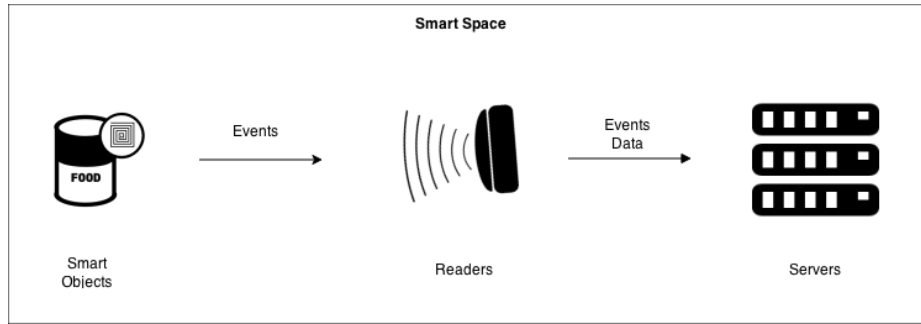 Smart Space
Events
Events
Data
FOOD
Smart
Objects
Readers
Servers